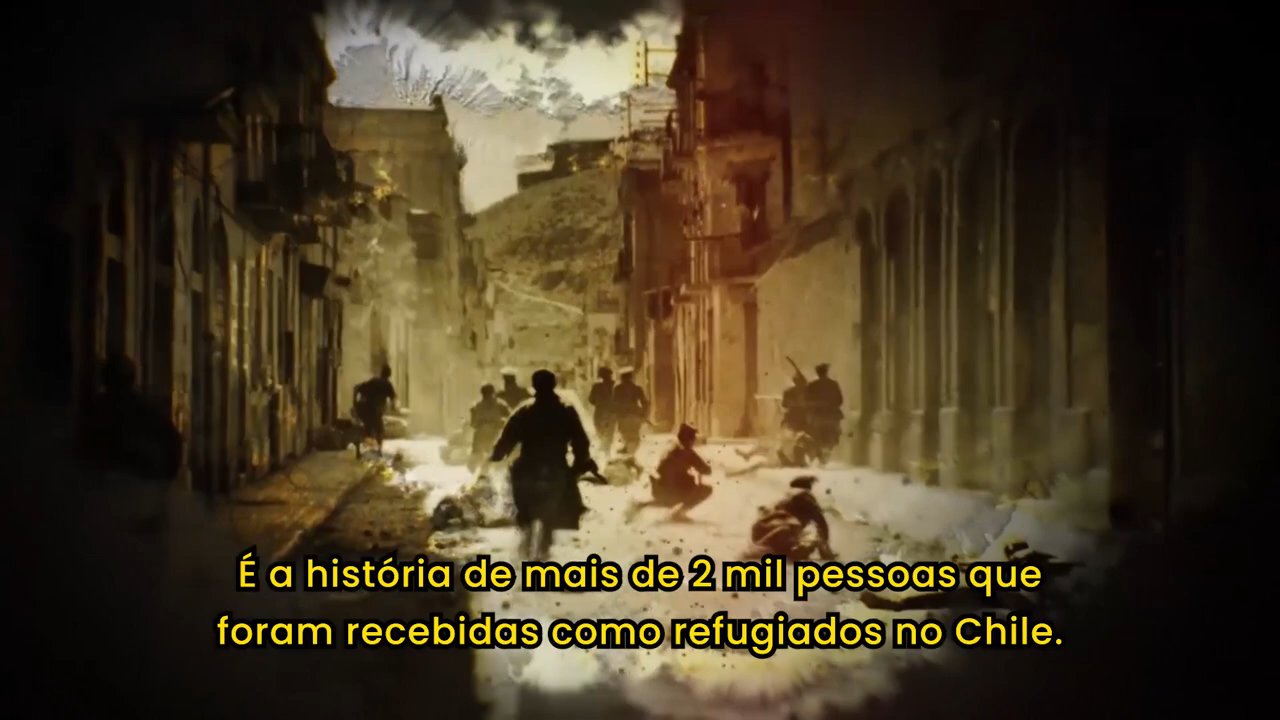 É a história de mais de 2 mil pessoas que
foram recebidas como refugiados no Chile.